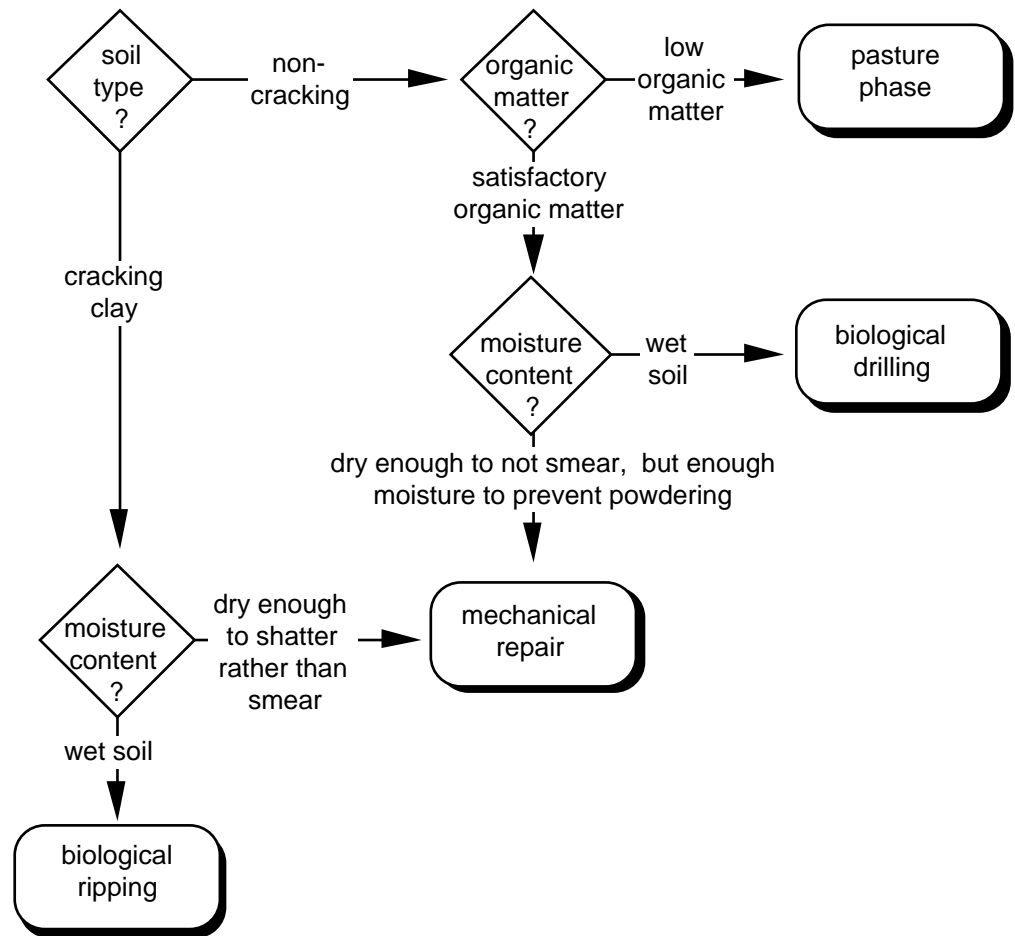 soil
type
?
non-
cracking
organic
matter
?
low
organic
matter
pasture
phase
satisfactory
organic matter
cracking
clay
moisture
content
?
wet
soil
biological
drilling
dry enough to not smear,  but enough
moisture to prevent powdering
moisture
content
?
dry enough
to shatter
rather than
smear
mechanical
repair
wet soil
biological
ripping